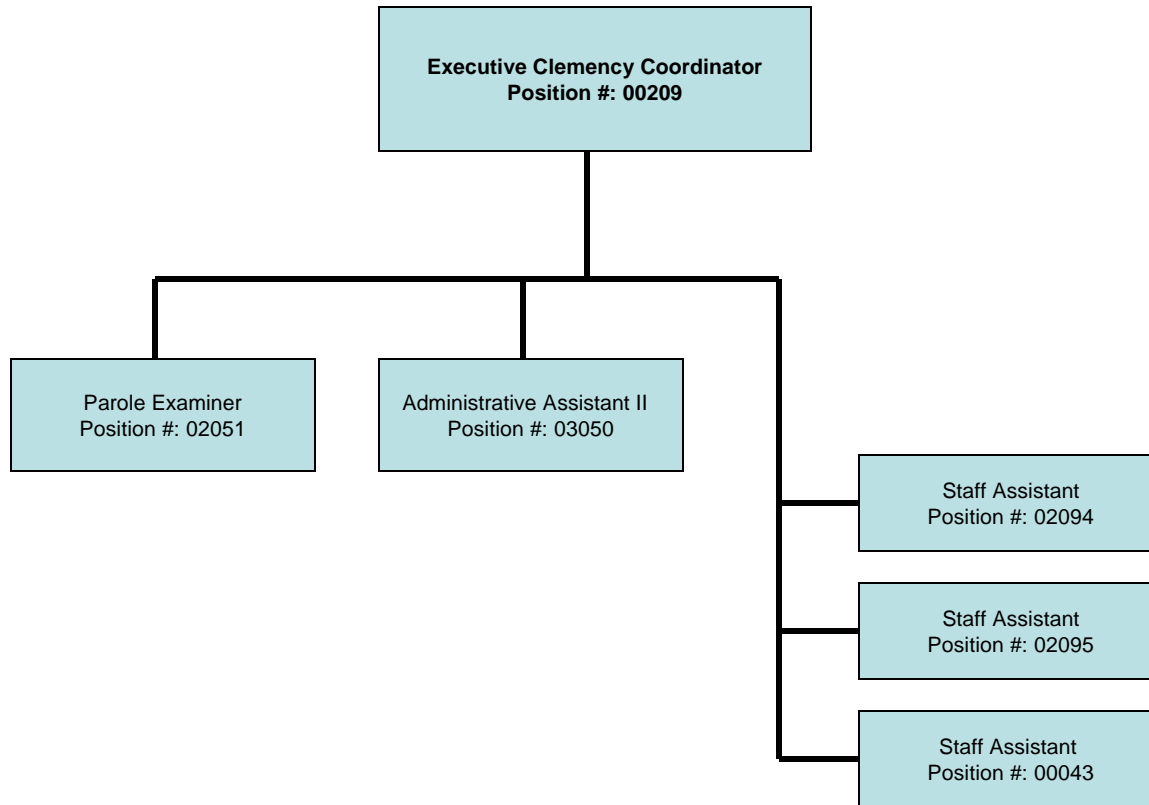 Executive Clemency Coordinator
Position #: 00209
Parole Examiner
Position #: 02051
Administrative Assistant II
Position #: 03050
Staff Assistant
Position #: 02094
Staff Assistant
Position #: 02095
Staff Assistant
Position #: 00043